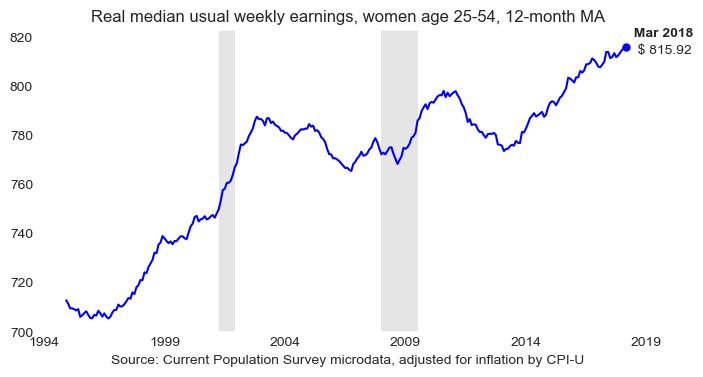 Real median usual weekly earnings, women age 25-54, 12-month MA
Mar 2018
$ 815.92
820
800
780
760
740
720
700
1994 1999 2004 2009 2014 2019
Source: Current Population Survey microdata, adjusted for inflation by CPI-U